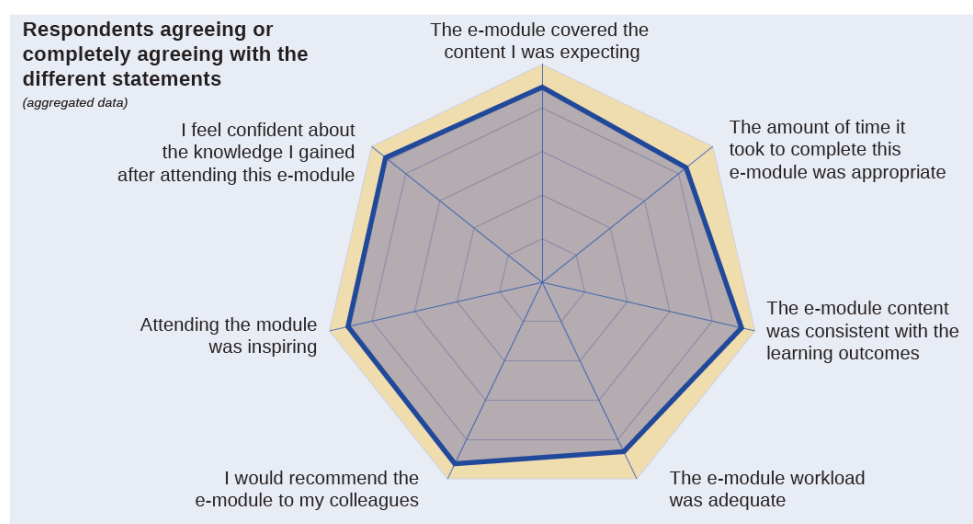 Respondents agreeing or
completely agreeing with the
different statements
(aggregated data)
The e-module covered the
content I was expecting
The amount of time it
took to complete this
e-module was appropriate
The e-module content
was consistent with the
learning outcomes
The e-module workload
was adequate
I would recommend the
e-module to my colleagues
Attending the module
was inspiring
I feel confident about
the knowledge I gained
after attending this e-module